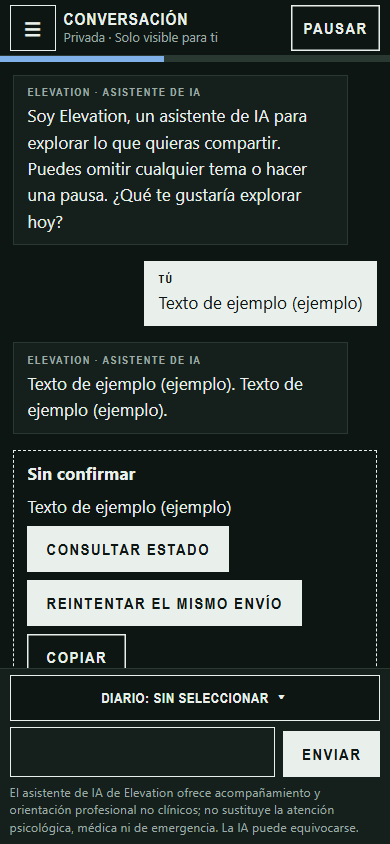 CONVERSACIÓN
Privada · Solo visible para ti
PAUSAR
ELEVATION · ASISTENTE DE IA
Soy Elevation, un asistente de IA para
explorar lo que quieras compartir.
Puedes omitir cualquier tema o hacer
una pausa. ¿Qué te gustaría explorar
hoy?
TÚ
Texto de ejemplo (ejemplo)
ELEVATION · ASISTENTE DE IA
Texto de ejemplo (ejemplo). Texto de
ejemplo (ejemplo).
Sin confirmar
Texto de ejemplo (ejemplo)
CONSULTAR ESTADO
REINTENTAR EL MISMO ENVÍO
COPIAR
DIARIO: SIN SELECCIONAR
ENVIAR
El asistente de IA de Elevation ofrece acompañamiento y
orientación profesional no clínicos; no sustituye la atención
psicológica, médica ni de emergencia. La IA puede equivocarse.